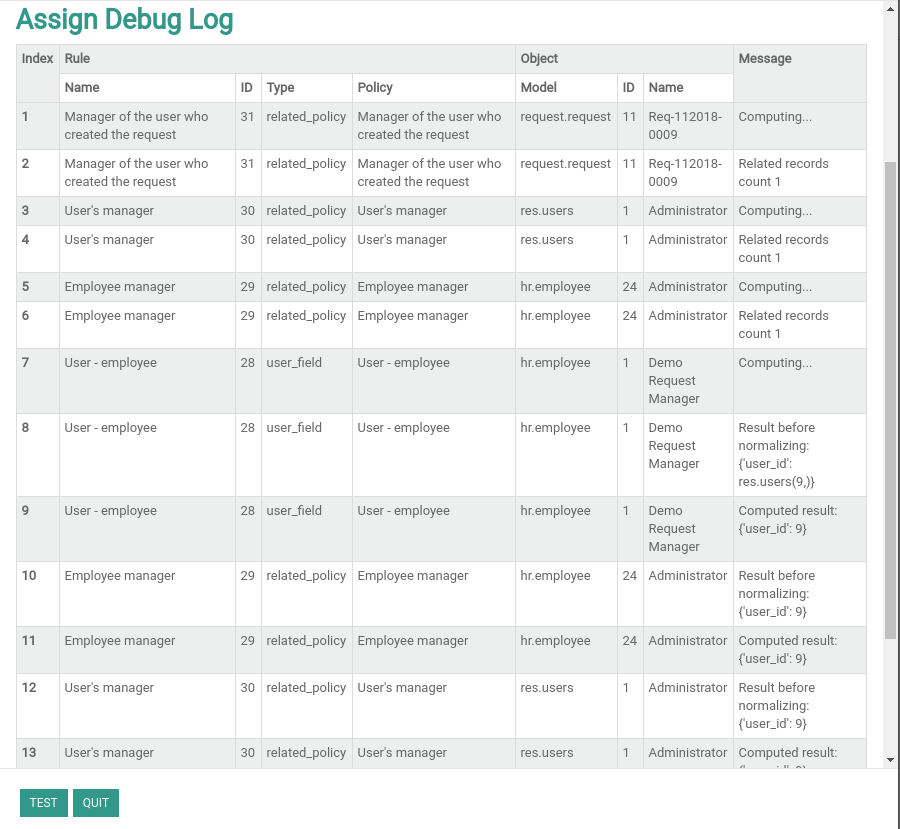 Assign Debug Log
Index Rule Object Message
Name ID Type Policy Model ID Name
1 Manager of the user who 31 related_policy Manager of the user who request.request 11 Req-112018- Computing...
created the request created the request 0009
2 Manager of the user who 31 related_policy Manager of the user who request.request 11 Req-112018- Related records
created the request created the request 0009 count 1
3 User's manager 30 related_policy User's manager res.users 1 Administrator Computing...
4 User's manager 30 related_policy User's manager res.users 1 Administrator Related records
count 1
5 Employee manager 29 related_policy Employee manager hr.employee 24 Administrator Computing...
6 Employee manager 29 related_policy Employee manager hr.employee 24 Administrator Related records
count 1
7 User - employee 28 user_field User - employee hr.employee 1 Demo Computing...
Request
Manager
8 User - employee 28 user_field User - employee hr.employee 1 Demo Result before
Request normalizing:
Manager {'user_id':
res.users(9,)}
9 User - employee 28 user_field User - employee hr.employee 1 Demo Computed result:
Request {'user_id': 9}
Manager
10 Employee manager 29 related_policy Employee manager hr.employee 24 Administrator Result before
normalizing:
{'user_id': 9}
11 Employee manager 29 related_policy Employee manager hr.employee 24 Administrator Computed result:
{'user_id': 9}
12 User's manager 30 related_policy User's manager res.users 1 Administrator Result before
normalizing:
{'user_id': 9}
13 User's manager 30 related_policy User's manager res.users 1 Administrator Computed result:
TEST QUIT